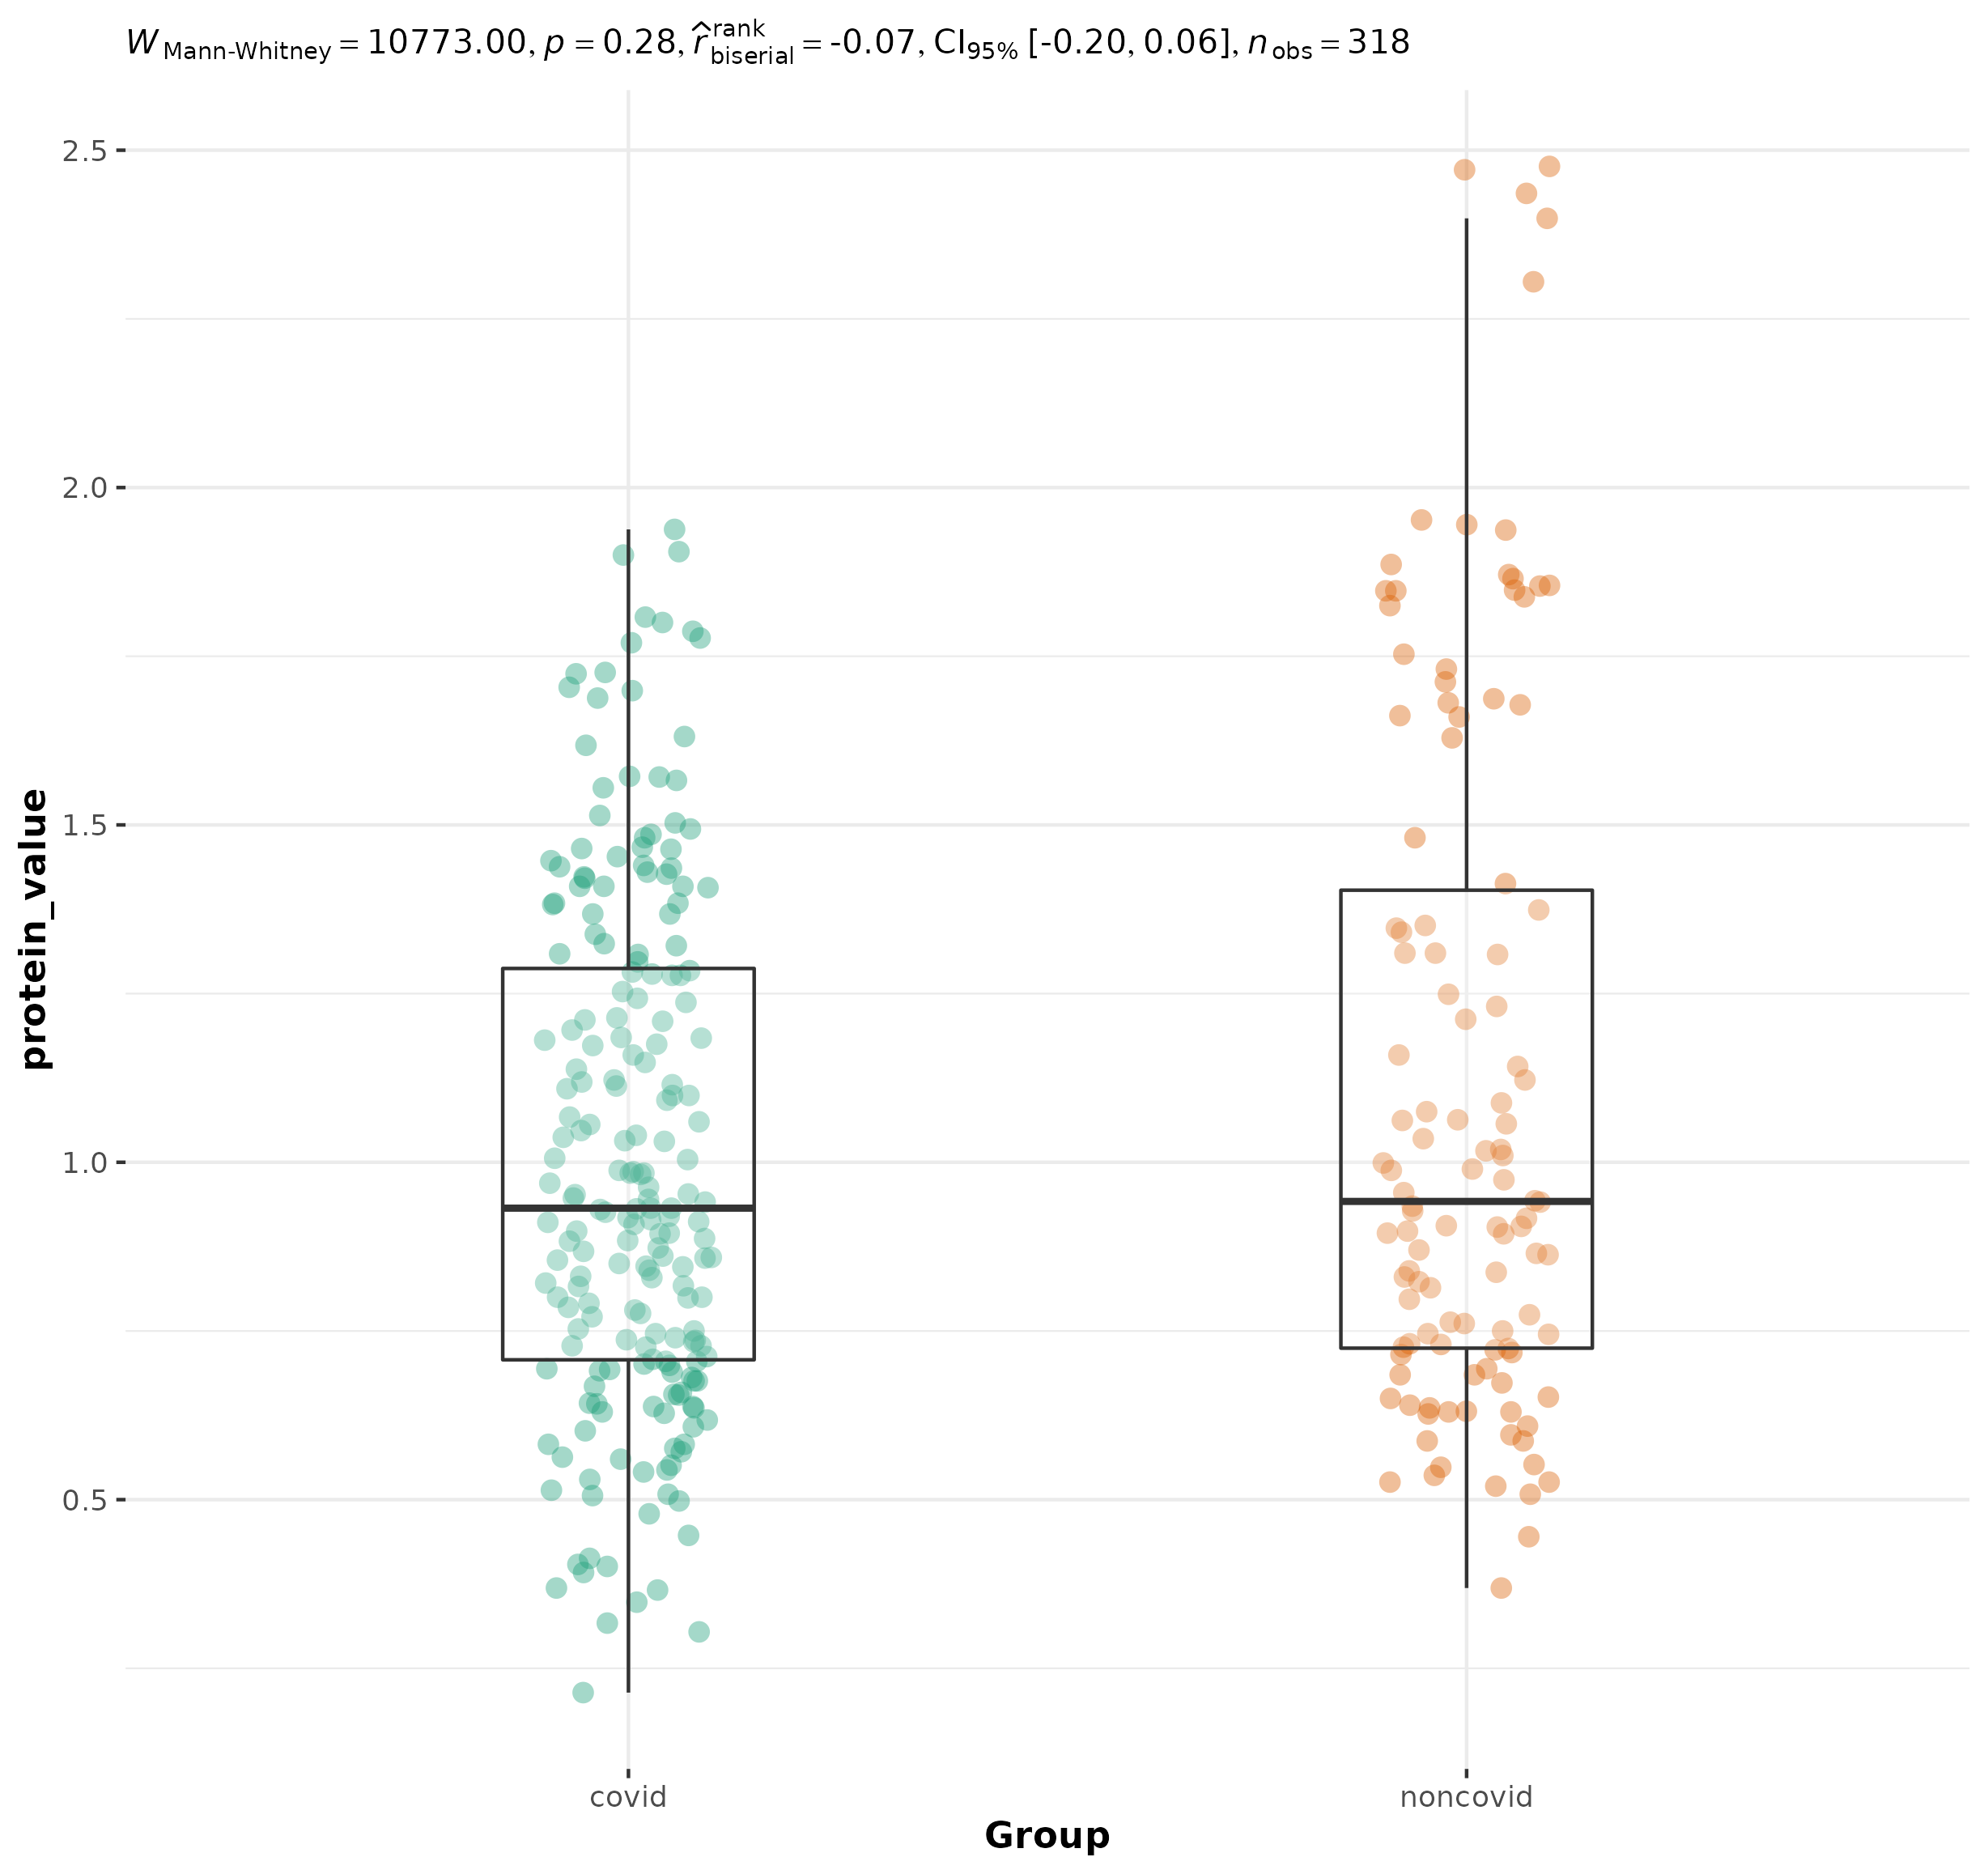 W Mann-Whitney = 10773.00, p = 0.28, r̂ rank biserial = -0.07, CI95% [-0.20, 0.06], n obs = 318
2.5
2.0
1.5
1.0
0.5
protein_value
covid noncovid
Group